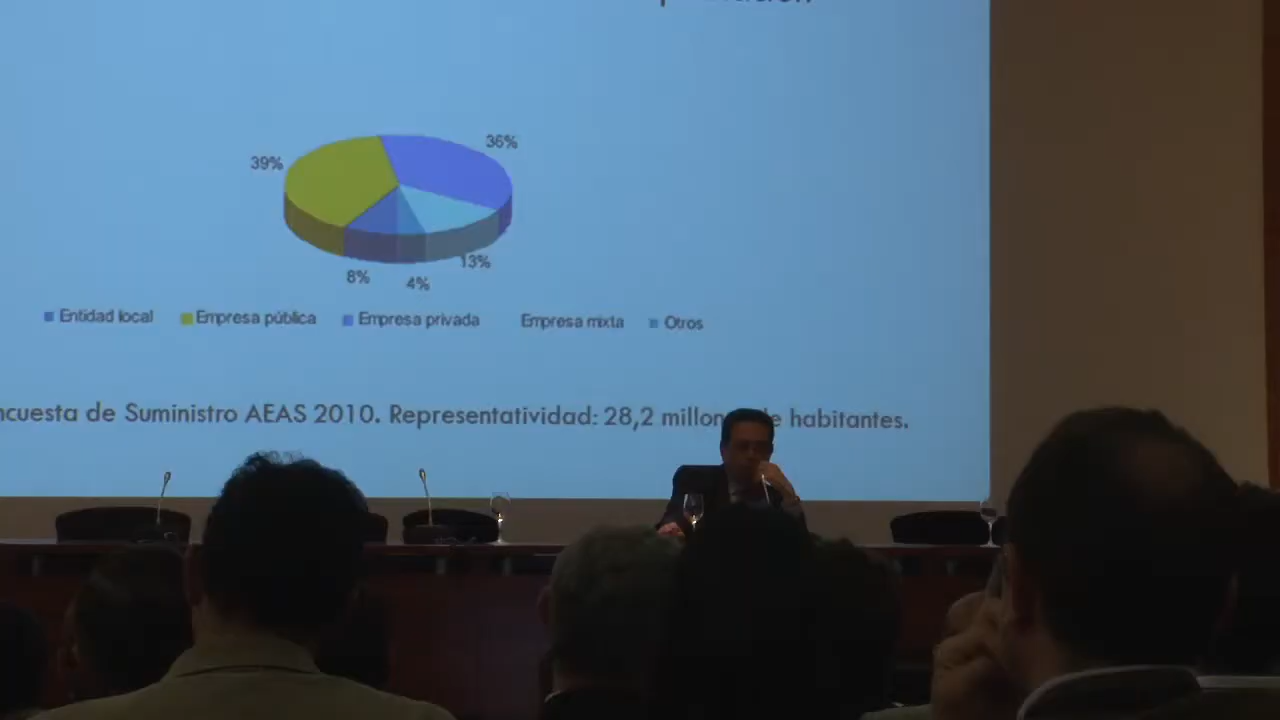 36%
39%
13%
8%
4%
Entidad local Empresa pública Empresa privada Empresa mixta Otros
de Suministro AEAS 2010. Representatividad: 28,2 habitantes.